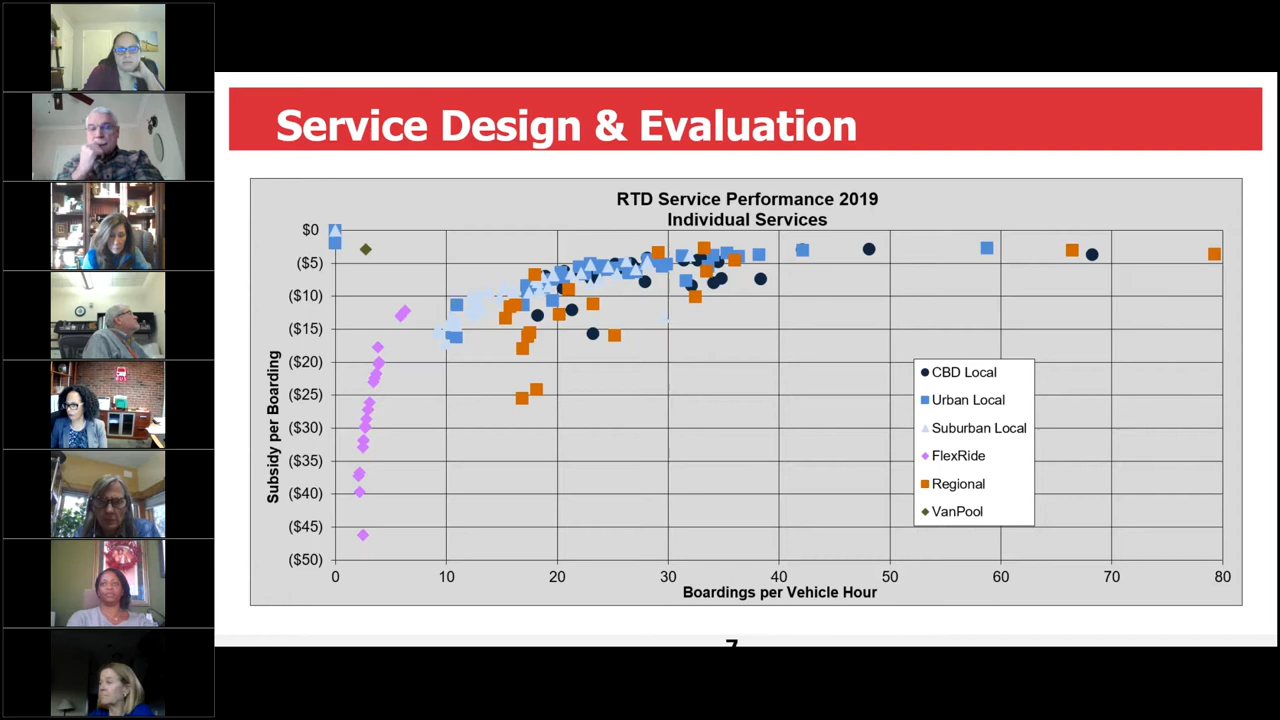 Service Design & Evaluation
RTD Service Performance 2019
Individual Services
$0
($5)
($10)
($15)
($20)
($25)
($30)
($35)
($40)
($45)
($50)
Subsidy per Boarding
0 10 20 30 40 50 60 70 80
Boardings per Vehicle Hour
CBD Local
Urban Local
Suburban Local
FlexRide
Regional
VanPool
7